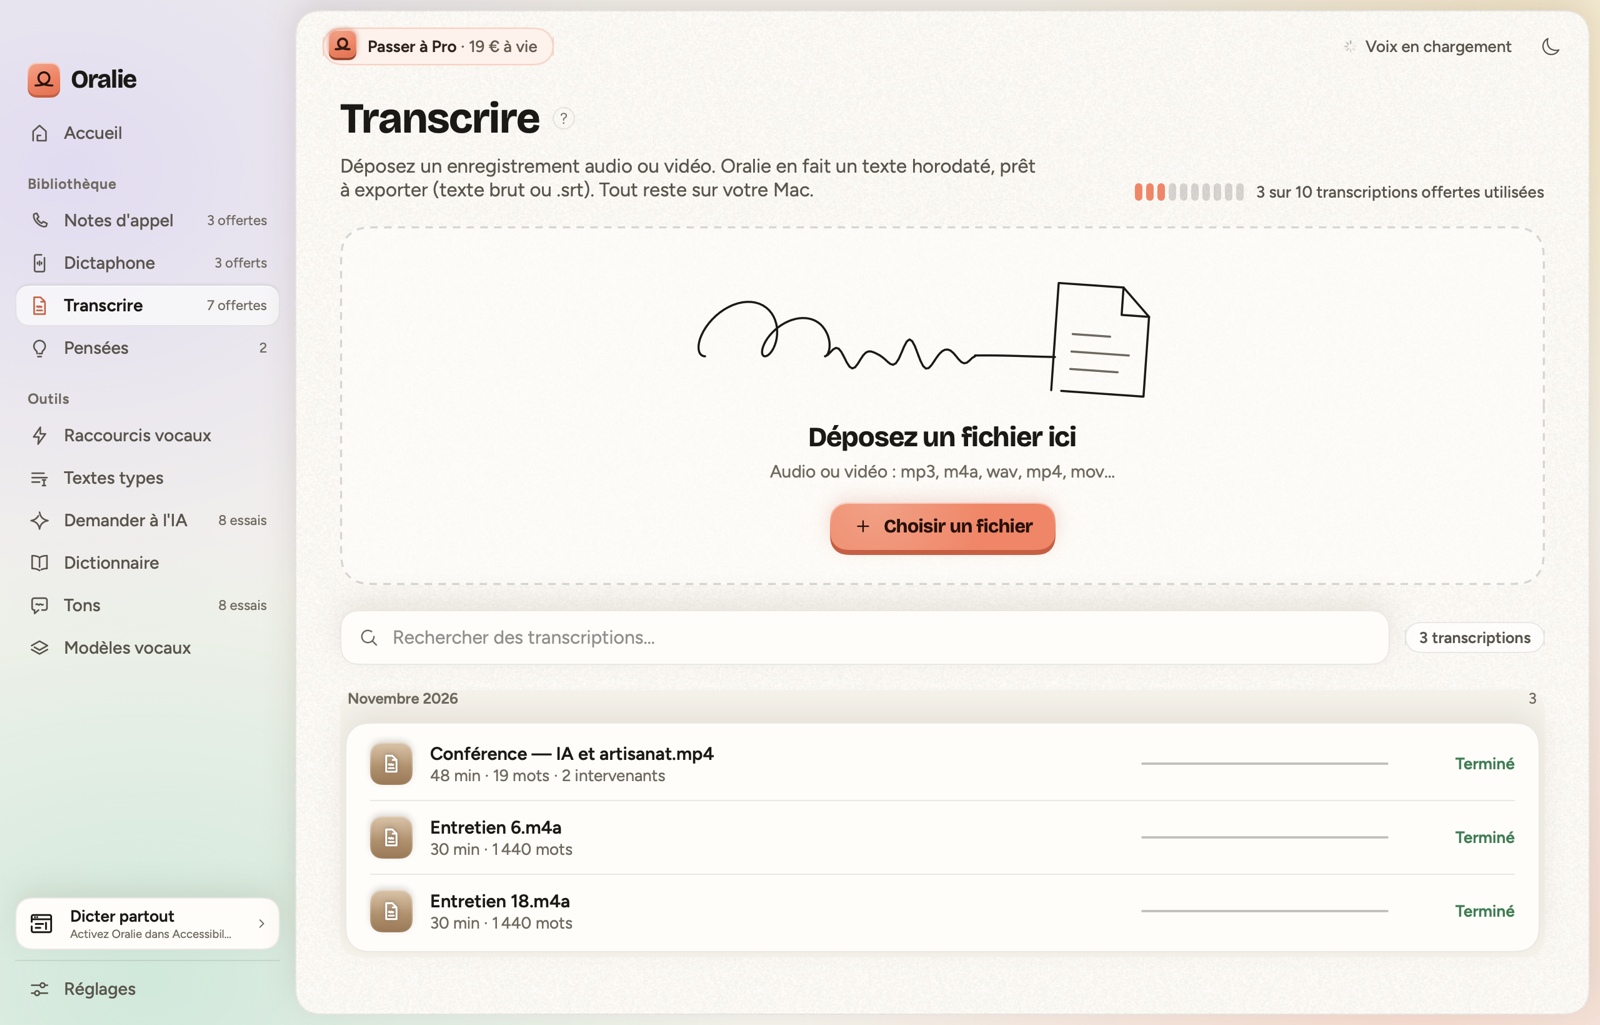 Oralie
Accueil
Bibliothèque
Notes d'appel 3 offertes
Dictaphone 3 offerts
Transcrire 7 offertes
Pensées 2
Outils
Raccourcis vocaux
Textes types
Demander à l'IA 8 essais
Dictionnaire
Tons 8 essais
Modèles vocaux
Dicter partout
Activez Oralie dans Accessibil...
Réglages
Passer à Pro · 19 € à vie
Voix en chargement
Transcrire ?
Déposez un enregistrement audio ou vidéo. Oralie en fait un texte horodaté, prêt
à exporter (texte brut ou .srt). Tout reste sur votre Mac.
3 sur 10 transcriptions offertes utilisées
Déposez un fichier ici
Audio ou vidéo : mp3, m4a, wav, mp4, mov...
+ Choisir un fichier
Rechercher des transcriptions...
3 transcriptions
Novembre 2026 3
Conférence — IA et artisanat.mp4
48 min · 19 mots · 2 intervenants
Terminé
Entretien 6.m4a
30 min · 1 440 mots
Terminé
Entretien 18.m4a
30 min · 1 440 mots
Terminé